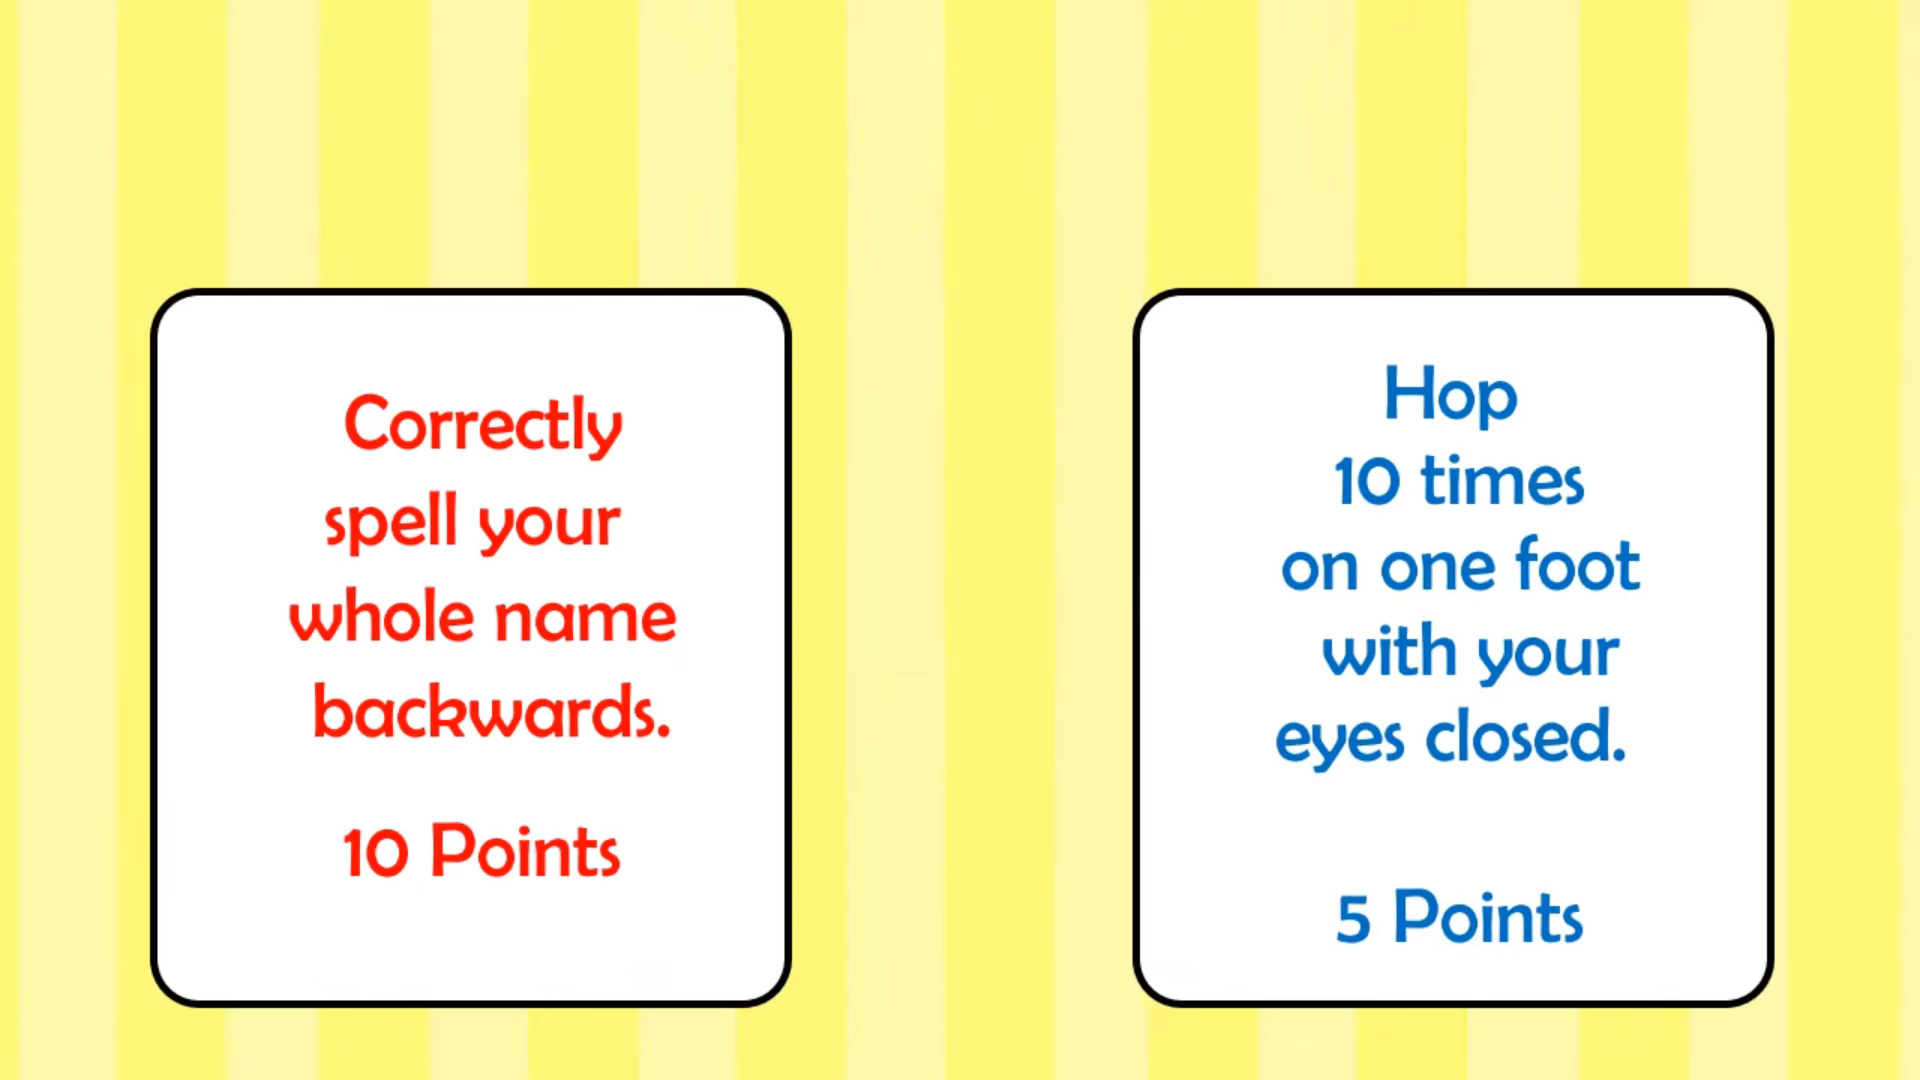 Correctly
spell your
whole name
backwards.
10 Points
Hop
10 times
on one foot
with your
eyes closed.
5 Points